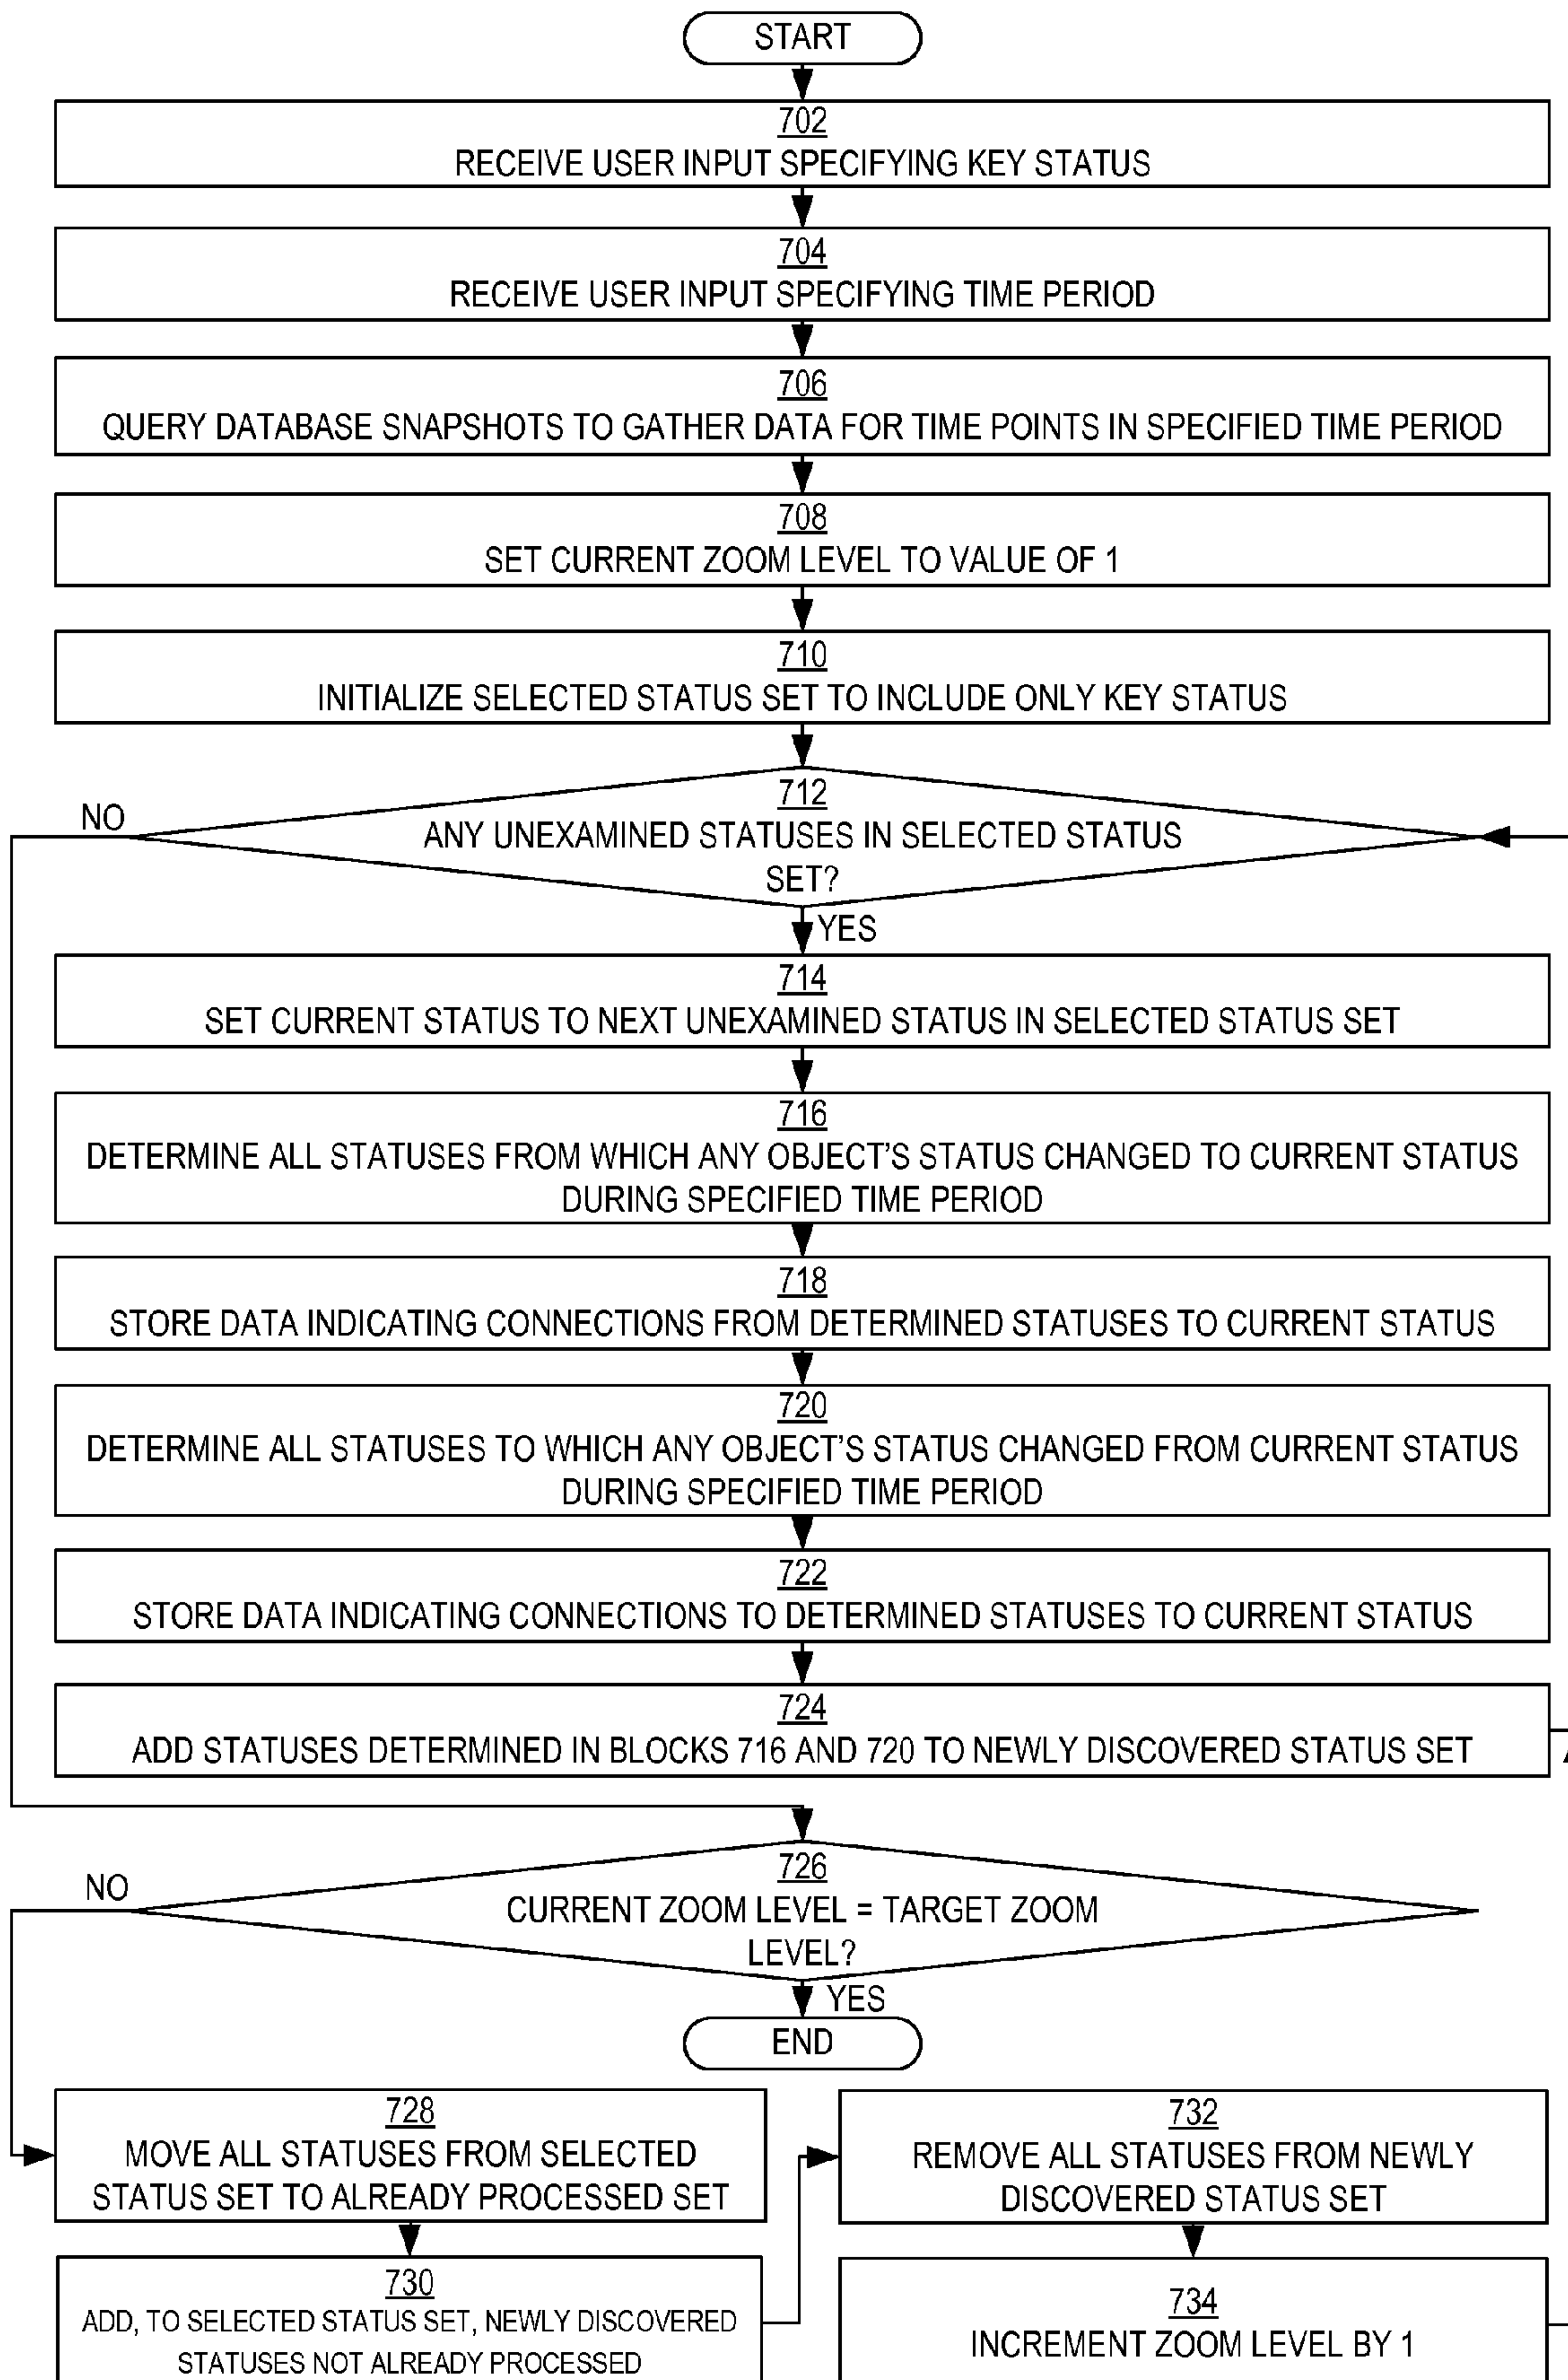 START
702
RECEIVE USER INPUT SPECIFYING KEY STATUS
704
RECEIVE USER INPUT SPECIFYING TIME PERIOD
706
QUERY DATABASE SNAPSHOTS TO GATHER DATA FOR TIME POINTS IN SPECIFIED TIME PERIOD
708
SET CURRENT ZOOM LEVEL TO VALUE OF 1
710
INITIALIZE SELECTED STATUS SET TO INCLUDE ONLY KEY STATUS
712
NO
ANY UNEXAMINED STATUSES IN SELECTED STATUS
SET?
YES
714
SET CURRENT STATUS TO NEXT UNEXAMINED STATUS IN SELECTED STATUS SET
716
DETERMINE ALL STATUSES FROM WHICH ANY OBJECT'S STATUS CHANGED TO CURRENT STATUS
DURING SPECIFIED TIME PERIOD
718
STORE DATA INDICATING CONNECTIONS FROM DETERMINED STATUSES TO CURRENT STATUS
720
DETERMINE ALL STATUSES TO WHICH ANY OBJECT'S STATUS CHANGED FROM CURRENT STATUS
DURING SPECIFIED TIME PERIOD
722
STORE DATA INDICATING CONNECTIONS TO DETERMINED STATUSES TO CURRENT STATUS
724
ADD STATUSES DETERMINED IN BLOCKS 716 AND 720 TO NEWLY DISCOVERED STATUS SET
726
NO
CURRENT ZOOM LEVEL = TARGET ZOOM
LEVEL?
YES
END
728
MOVE ALL STATUSES FROM SELECTED
STATUS SET TO ALREADY PROCESSED SET
730
ADD, TO SELECTED STATUS SET, NEWLY DISCOVERED
STATUSES NOT ALREADY PROCESSED
732
REMOVE ALL STATUSES FROM NEWLY
DISCOVERED STATUS SET
734
INCREMENT ZOOM LEVEL BY 1